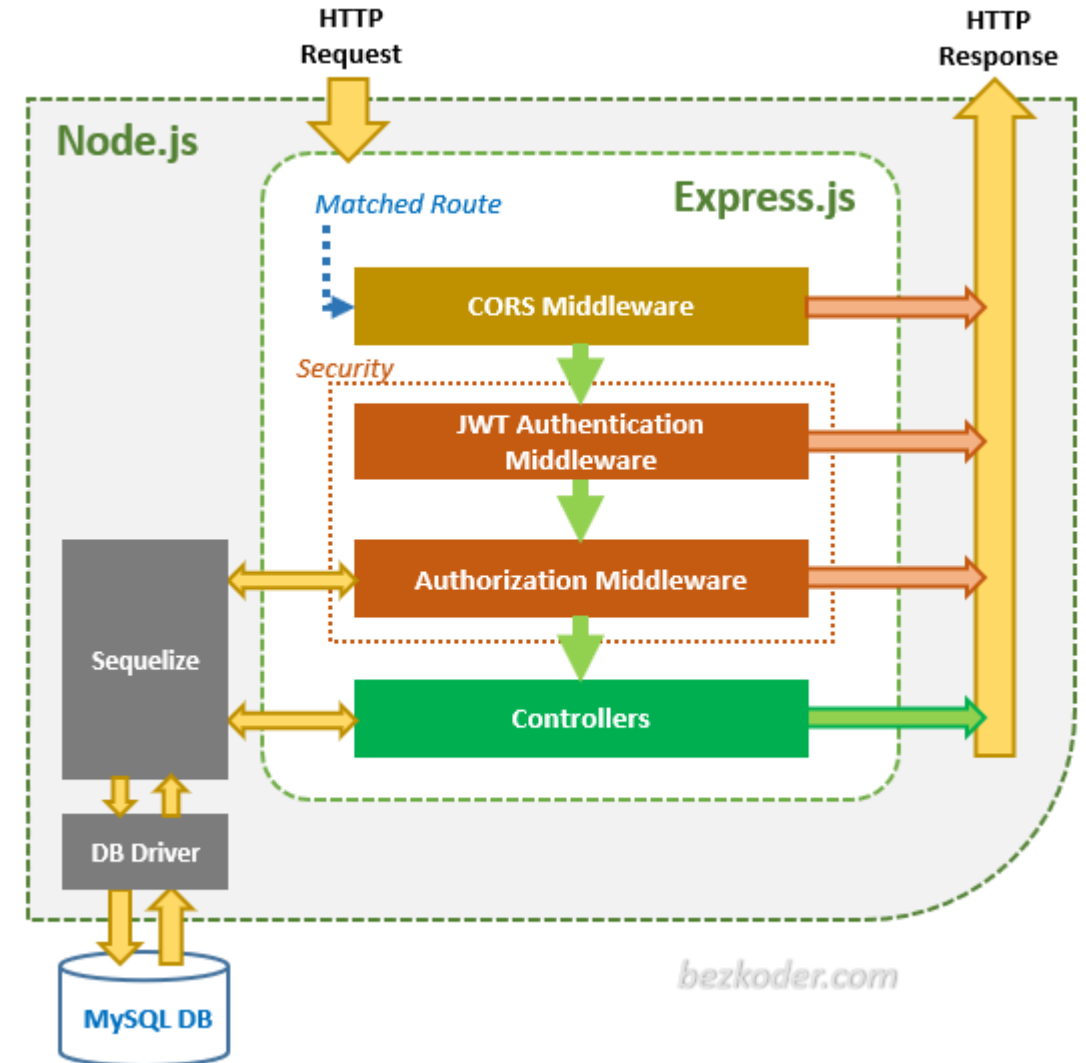 HTTP
Request
HTTP
Response
Node.js
Express.js
Matched Route
CORS Middleware
Security
JWT Authentication
Middleware
Authorization Middleware
Sequelize
Controllers
DB Driver
MySQL DB
bezkoder.com